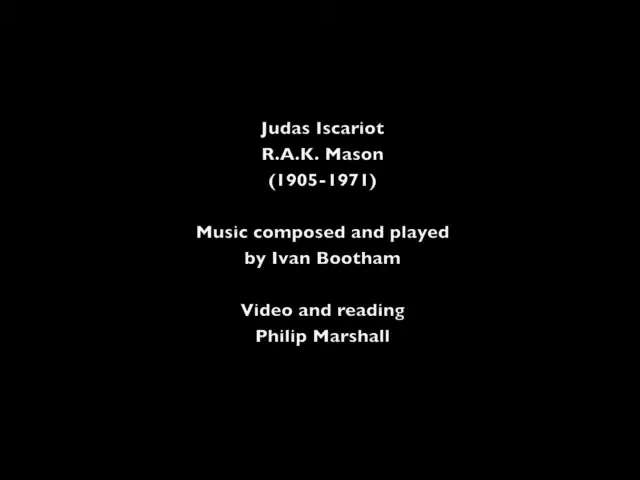 Judas Iscariot
R.A.K. Mason
(1905-1971)
Music composed and played
by Ivan Bootham
Video and reading
Philip Marshall